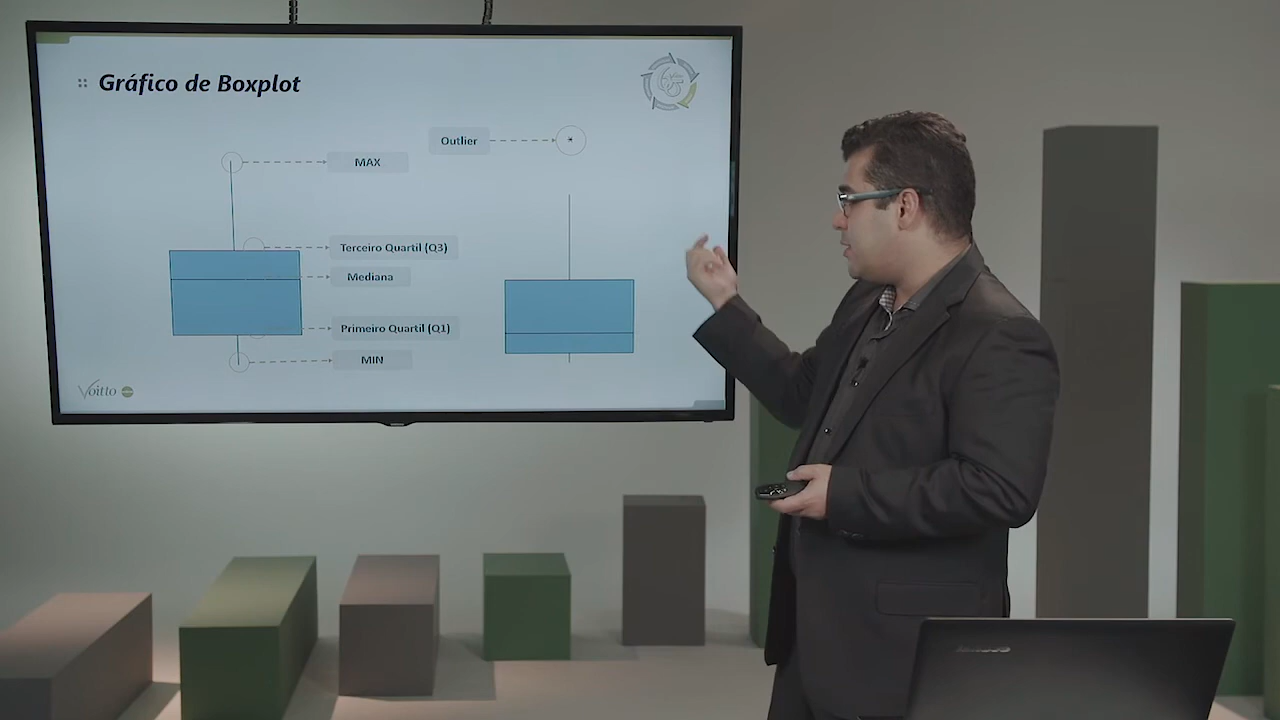 Gráfico de Boxplot
Outlier
MAX
Terceiro Quartil (Q3)
Mediana
Primeiro Quartil (Q1)
MIN
Voitto